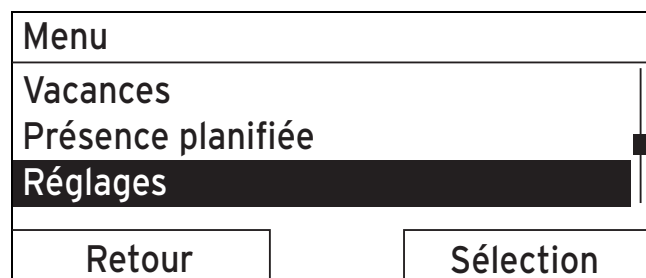 Menu
Vacances
Présence planifiée
Réglages
Retour Sélection